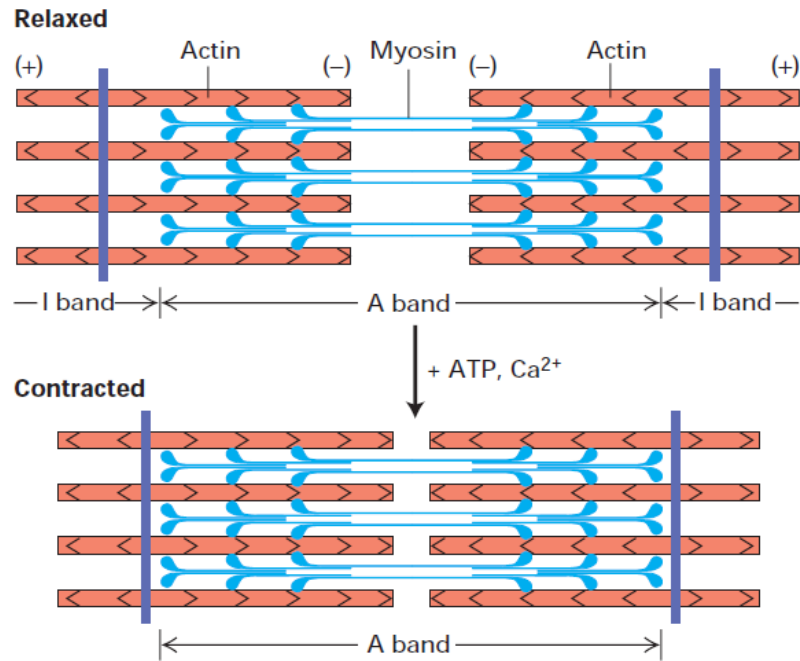 Relaxed
(+) Actin (–) Myosin (–) Actin (+)
I band A band I band
+ ATP, Ca²⁺
Contracted
A band